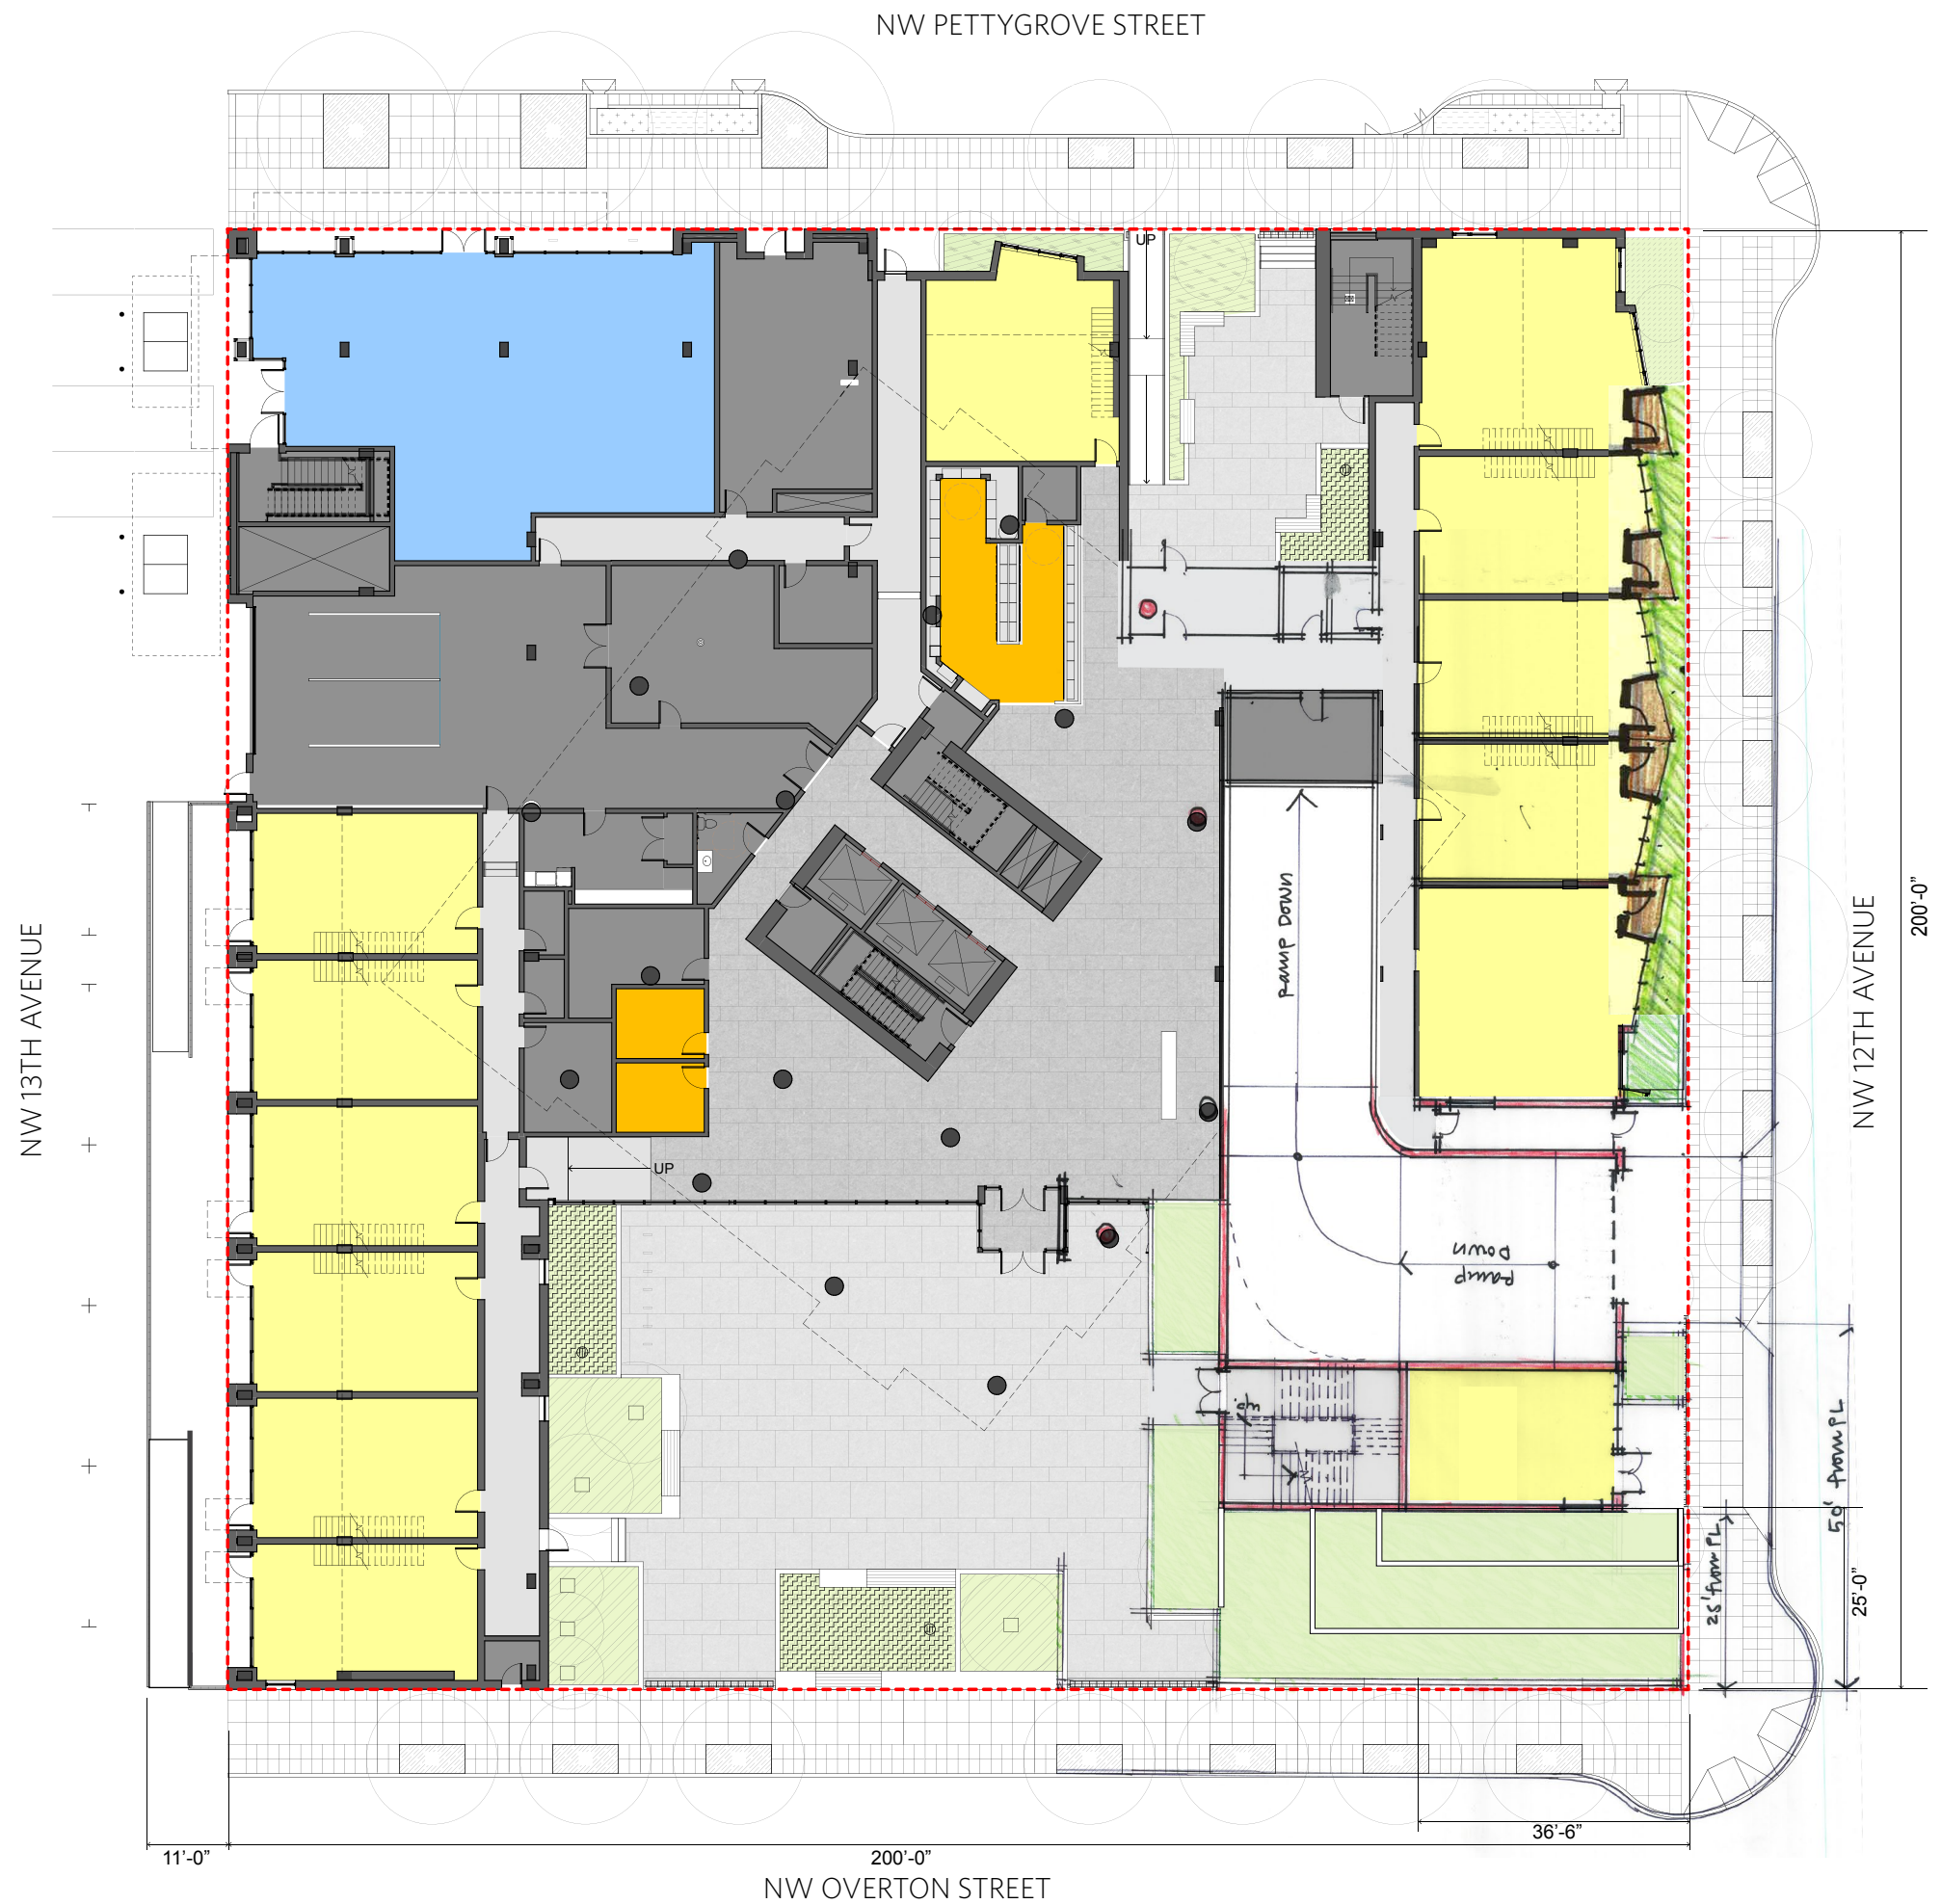 NW PETTYGROVE STREET
UP
Ramp Down
NW 13TH AVENUE
NW 12TH AVENUE
200'-0"
UP
Ramp
Down
50' from PL
25' from PL
25'-0"
36'-6"
11'-0"
200'-0"
NW OVERTON STREET